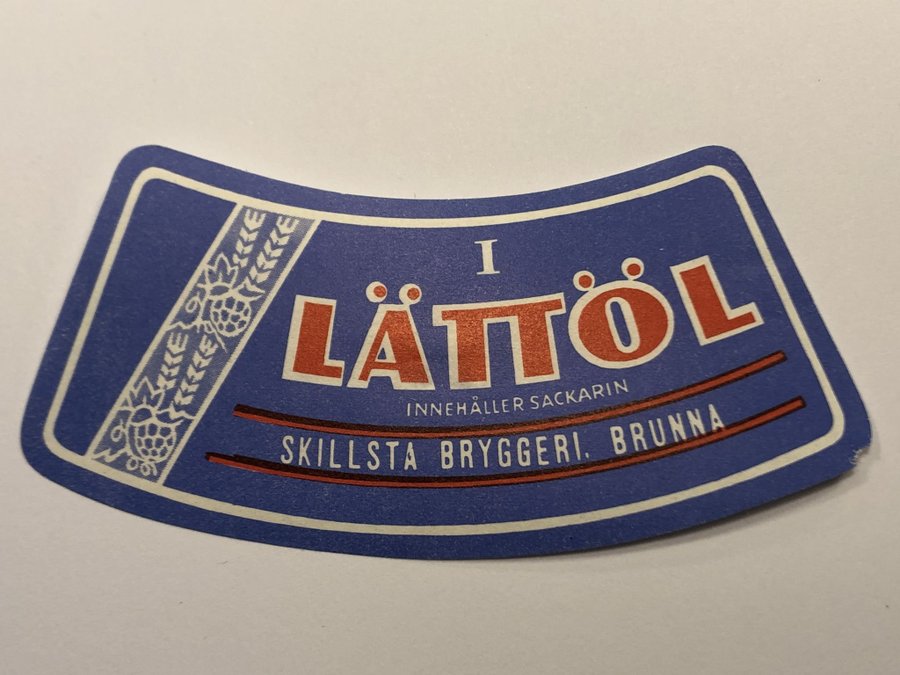 I
LÄTTÖL
INNEHÅLLER SACKARIN
SKILLSTA BRYGGERI. BRUNNA